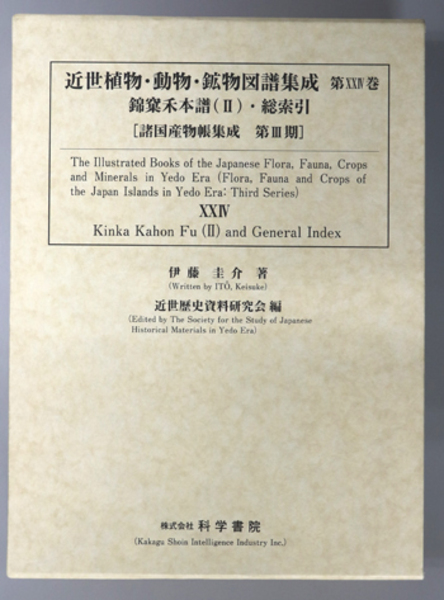 近世植物・動物・鉱物図譜集成 第XXIV巻
錦窠禾本譜(Ⅱ)・総索引
[諸国産物帳集成 第Ⅲ期]
The Illustrated Books of the Japanese Flora, Fauna, Crops
and Minerals in Yedo Era (Flora, Fauna and Crops of
the Japan Islands in Yedo Era: Third Series)
XXIV
Kinka Kahon Fu (Ⅱ) and General Index
伊藤 圭介 著
(Written by ITŌ, Keisuke)
近世歴史資料研究会 編
(Edited by The Society for the Study of Japanese
Historical Materials in Yedo Era)
株式会社 科学書院
(Kakagu Shoin Intelligence Industry Inc.)